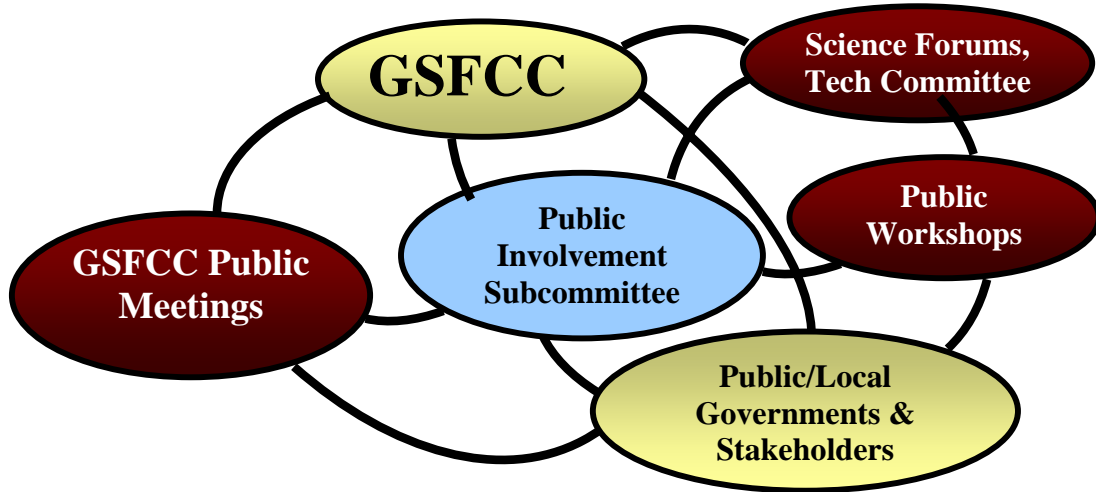 GSFCC
Science Forums,
Tech Committee
Public
Workshops
Public
Involvement
Subcommittee
GSFCC Public
Meetings
Public/Local
Governments &
Stakeholders